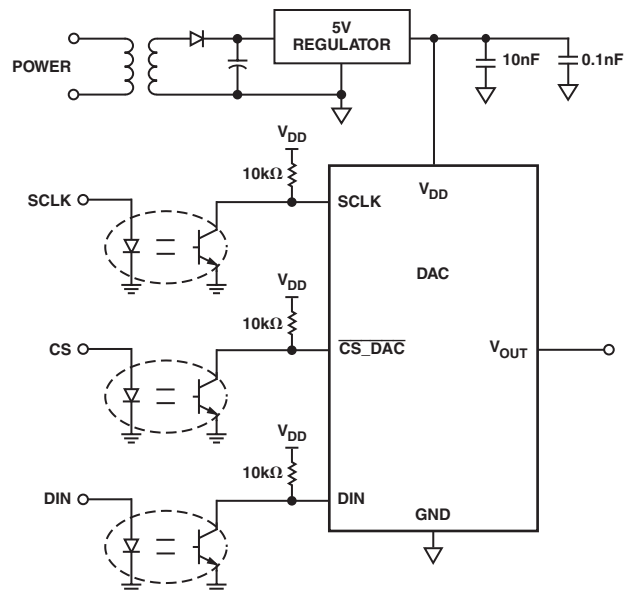 5V
REGULATOR
POWER
10nF
0.1nF
VDD
10kΩ
SCLK
SCLK
VDD
DAC
VDD
10kΩ
CS
CS_DAC
VOUT
VDD
10kΩ
DIN
DIN
GND